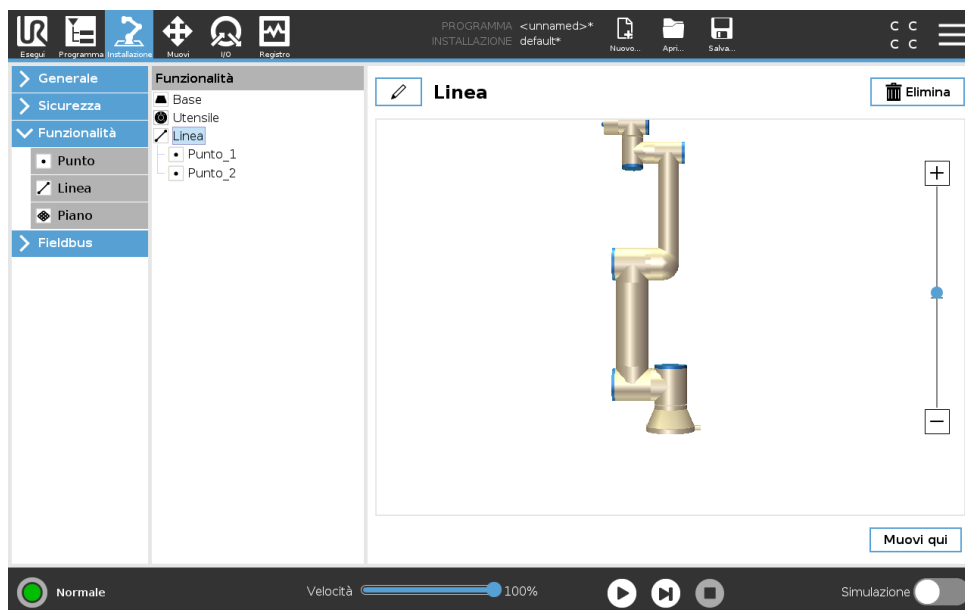 UR
PROGRAMMA <unnamed>*
INSTALLAZIONE default*
Esegui Programma Installazione Muovi I/O Registro
Nuovo... Apri... Salva...
C C
C C
Generale
Sicurezza
Funzionalità
Punto
Linea
Piano
Fieldbus
Funzionalità
Base
Utensile
Linea
Punto_1
Punto_2
Linea
Elimina
+
−
Muovi qui
Normale
Velocità 100%
Simulazione